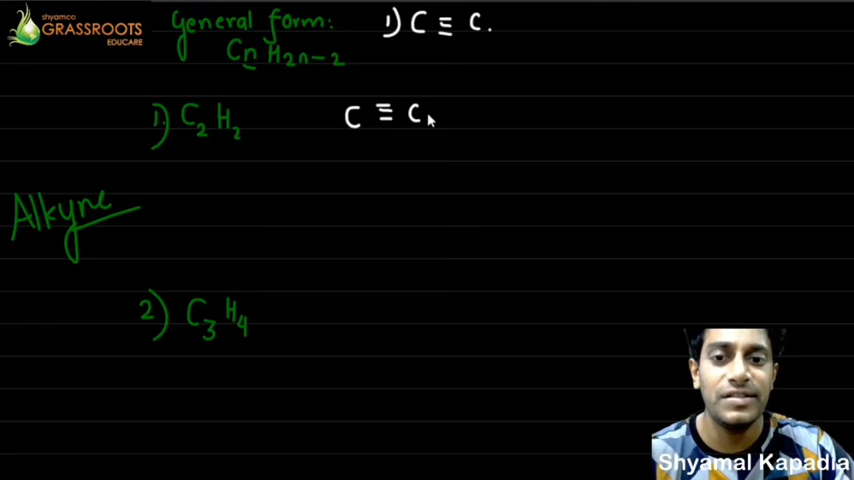 shyamco
GRASSROOTS
EDUCARE
General form:
CnH2n-2
1) C ≡ C.
1) C2H2
C ≡ C
Alkyne
2) C3H4
Shyamal Kapadia